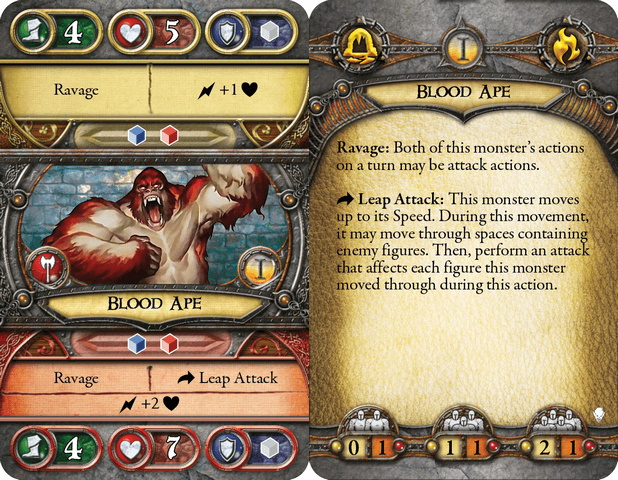 4 5
Ravage +1
I
BLOOD APE
Ravage Leap Attack
+2
4 7
I
BLOOD APE
Ravage: Both of this monster's actions
on a turn may be attack actions.
Leap Attack: This monster moves
up to its Speed. During this movement,
it may move through spaces containing
enemy figures. Then, perform an attack
that affects each figure this monster
moved through during this action.
0 1 1 1 2 1